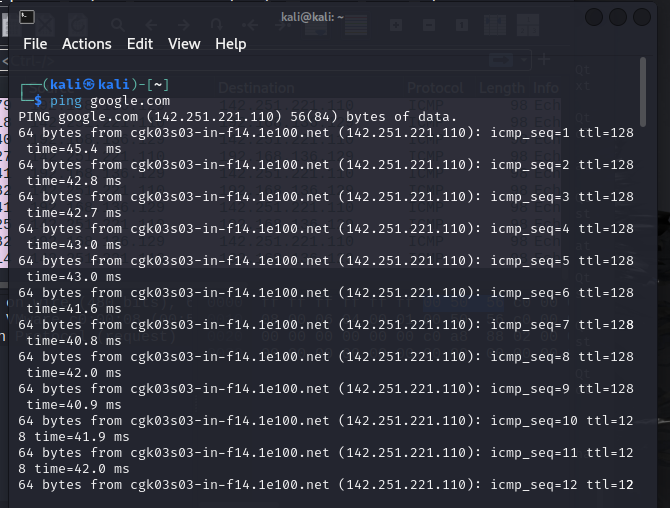 kali@kali: ~
File Actions Edit View Help
Destination Protocol Length Info
┌──(kali㉿kali)-[~]
└─$ ping google.com
PING google.com (142.251.221.110) 56(84) bytes of data.
64 bytes from cgk03s03-in-f14.1e100.net (142.251.221.110): icmp_seq=1 ttl=128
time=45.4 ms
64 bytes from cgk03s03-in-f14.1e100.net (142.251.221.110): icmp_seq=2 ttl=128
time=42.8 ms
64 bytes from cgk03s03-in-f14.1e100.net (142.251.221.110): icmp_seq=3 ttl=128
time=42.7 ms
64 bytes from cgk03s03-in-f14.1e100.net (142.251.221.110): icmp_seq=4 ttl=128
time=43.0 ms
64 bytes from cgk03s03-in-f14.1e100.net (142.251.221.110): icmp_seq=5 ttl=128
time=43.0 ms
64 bytes from cgk03s03-in-f14.1e100.net (142.251.221.110): icmp_seq=6 ttl=128
time=41.6 ms
64 bytes from cgk03s03-in-f14.1e100.net (142.251.221.110): icmp_seq=7 ttl=128
time=40.8 ms
64 bytes from cgk03s03-in-f14.1e100.net (142.251.221.110): icmp_seq=8 ttl=128
time=42.0 ms
64 bytes from cgk03s03-in-f14.1e100.net (142.251.221.110): icmp_seq=9 ttl=128
time=40.9 ms
64 bytes from cgk03s03-in-f14.1e100.net (142.251.221.110): icmp_seq=10 ttl=12
8 time=41.9 ms
64 bytes from cgk03s03-in-f14.1e100.net (142.251.221.110): icmp_seq=11 ttl=12
8 time=42.0 ms
64 bytes from cgk03s03-in-f14.1e100.net (142.251.221.110): icmp_seq=12 ttl=12